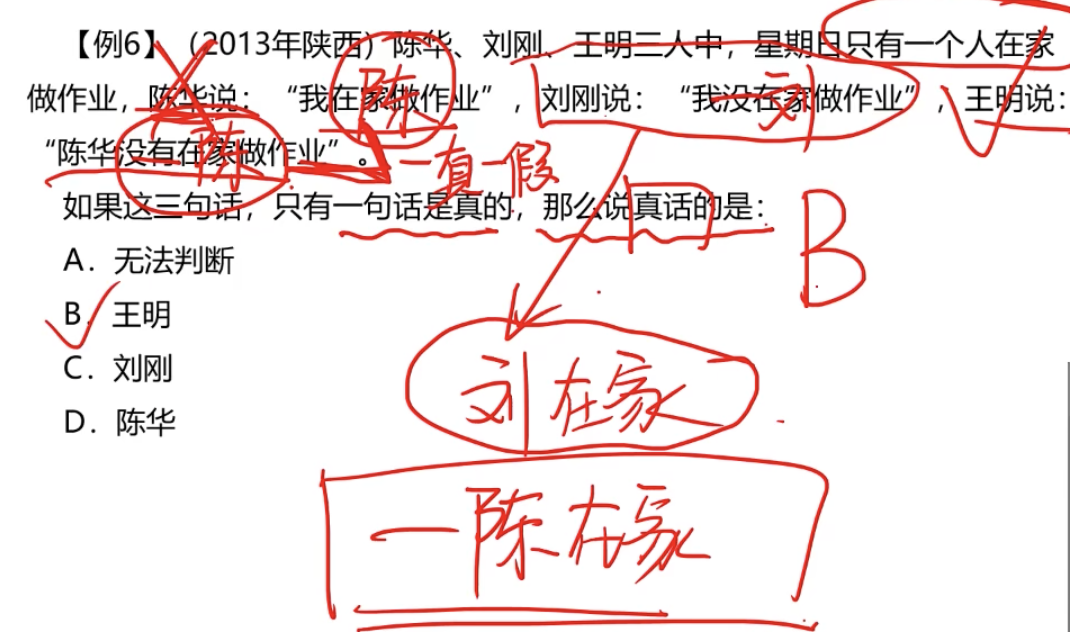 【例6】（2013年陕西）陈华、刘刚、王明三人中，星期日只有一个人在家
做作业，陈华说：“我在家做作业”，刘刚说：“我没在家做作业”，王明说：
“陈华没有在家做作业”。
陈
一刘
一陈
一真一假
如果这三句话，只有一句话是真的，那么说真话的是：
B
A．无法判断
B．王明
C．刘刚
D．陈华
刘在家
一陈在家